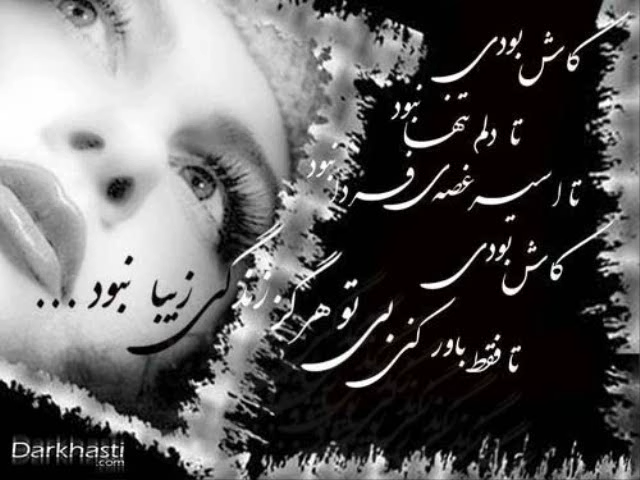 کاش بودی
تا دلم تنها نبود
تا اسیر غصه‌ی فردا نبود
کاش بودی
تا فقط باور کنی
بی تو هرگز زندگی زیبا نبود ...
Darkhasti
.com